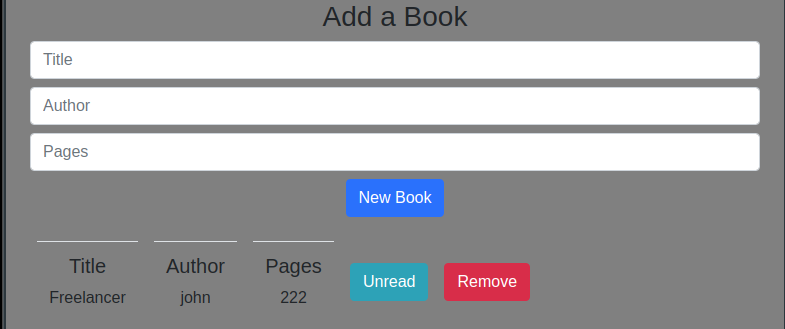 Add a Book
Title
Author
Pages
New Book
Title Author Pages
Unread Remove
Freelancer john 222